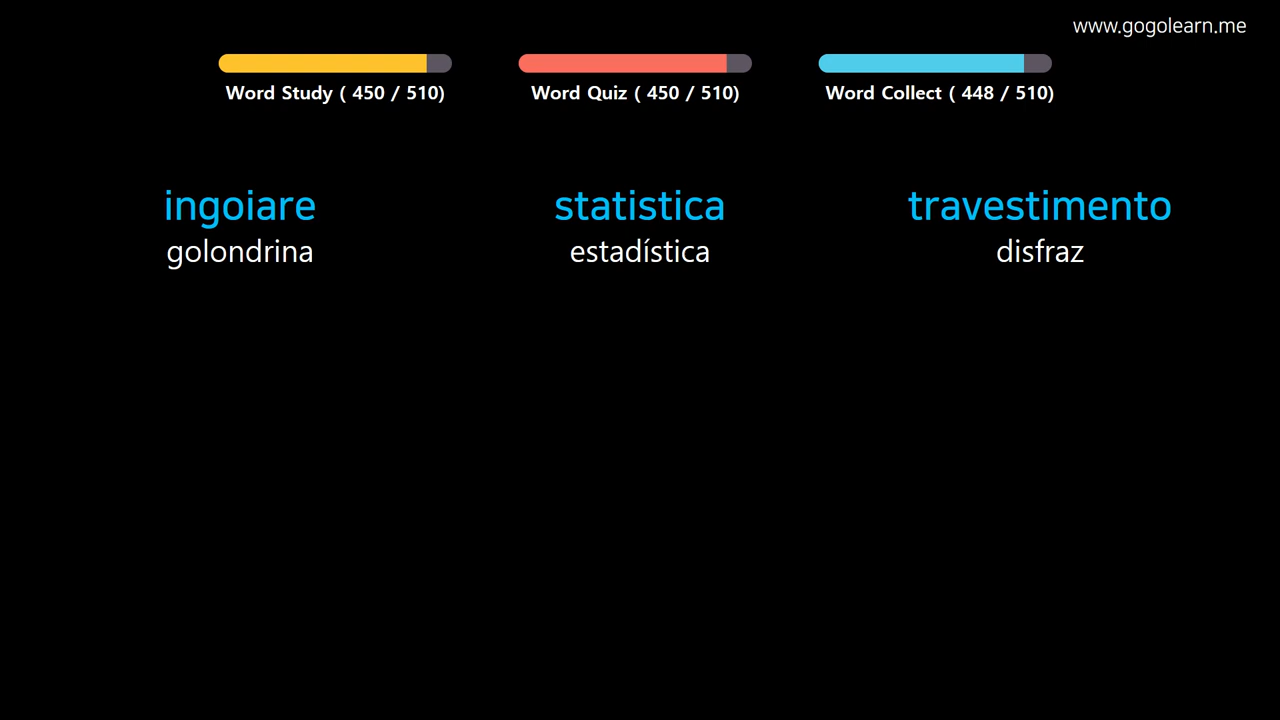 www.gogolearn.me
Word Study ( 450 / 510)
Word Quiz ( 450 / 510)
Word Collect ( 448 / 510)
ingoiare
golondrina
statistica
estadística
travestimento
disfraz